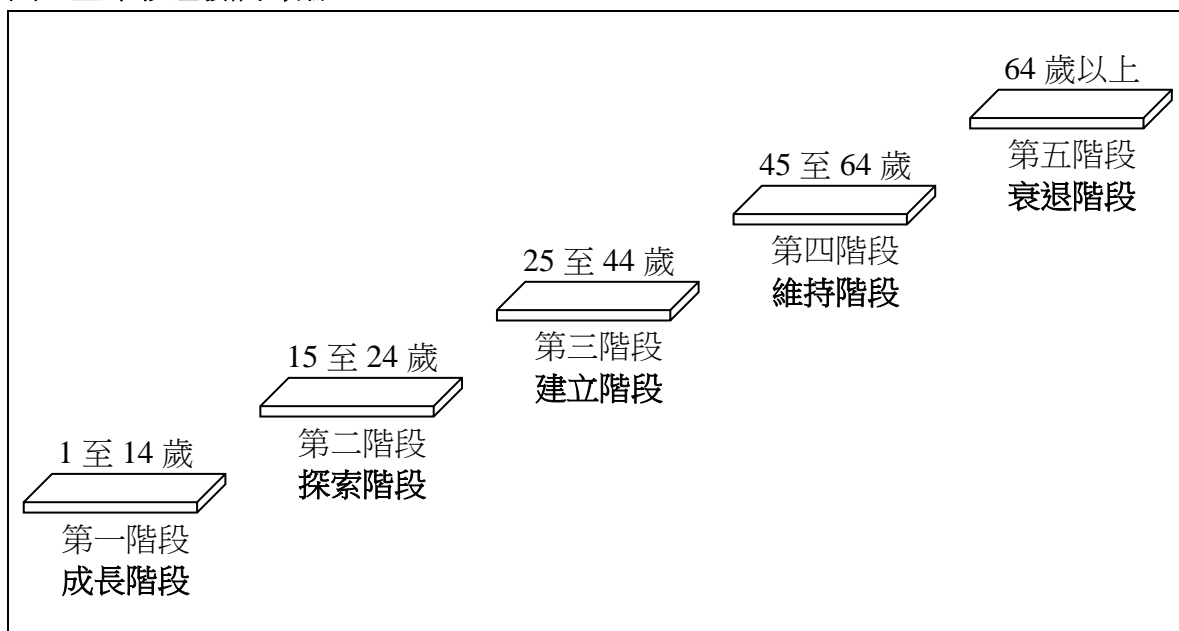 1 至 14 歲
第一階段
成長階段
15 至 24 歲
第二階段
探索階段
25 至 44 歲
第三階段
建立階段
45 至 64 歲
第四階段
維持階段
64 歲以上
第五階段
衰退階段